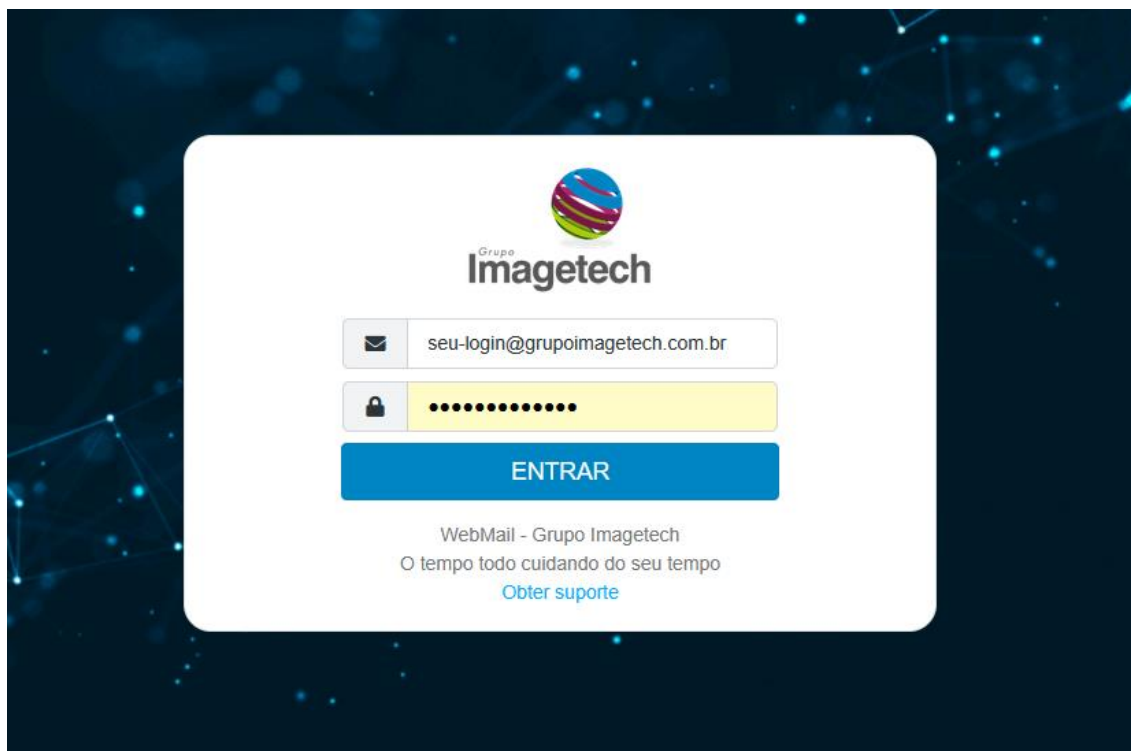 Grupo
Imagetech
seu-login@grupoimagetech.com.br
•••••••••••••
ENTRAR
WebMail - Grupo Imagetech
O tempo todo cuidando do seu tempo
Obter suporte